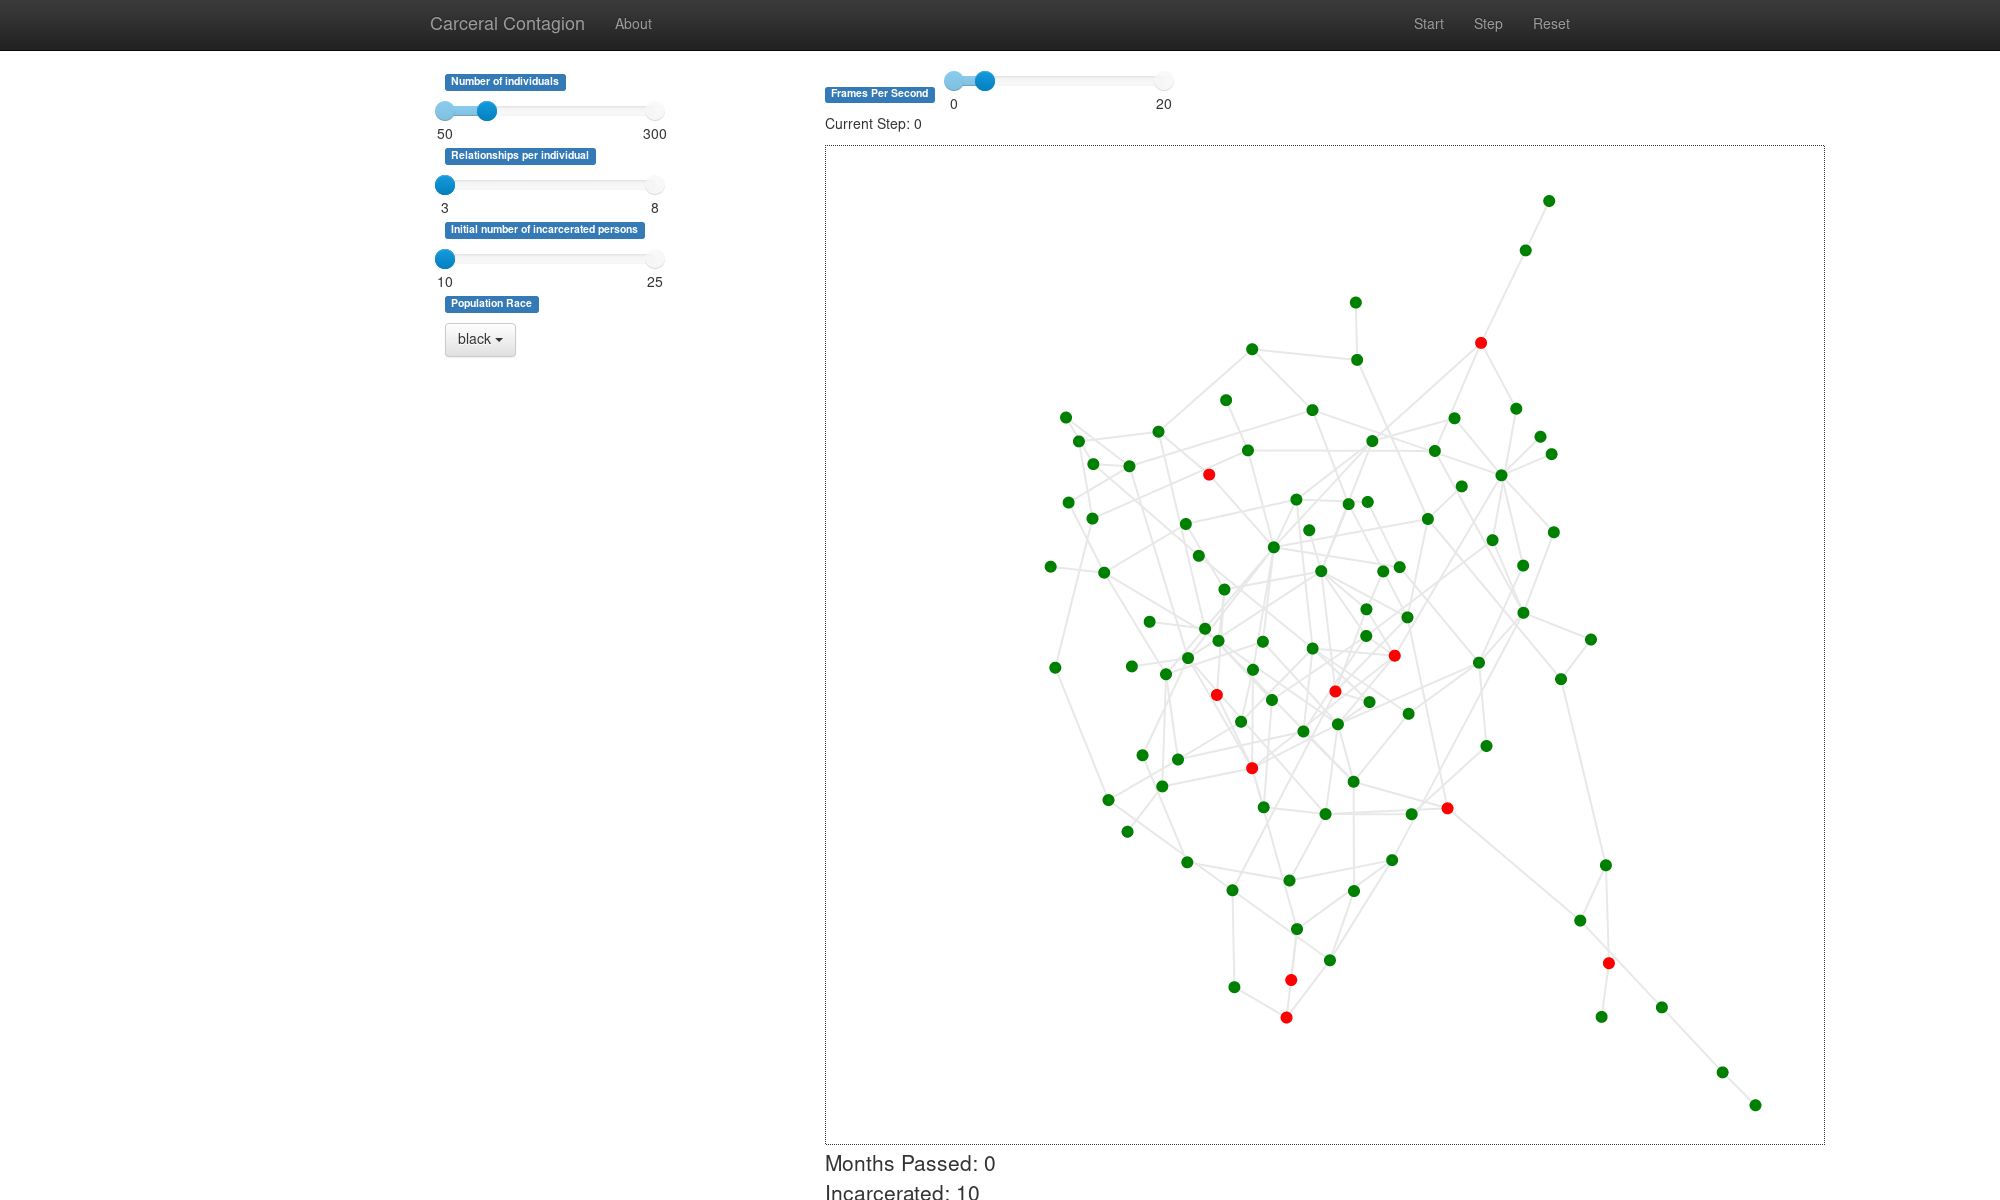 Carceral Contagion About Start Step Reset
Number of individuals
50 300
Relationships per individual
3 8
Initial number of incarcerated persons
10 25
Population Race
black
Frames Per Second
0 20
Current Step: 0
Months Passed: 0
Incarcerated: 10